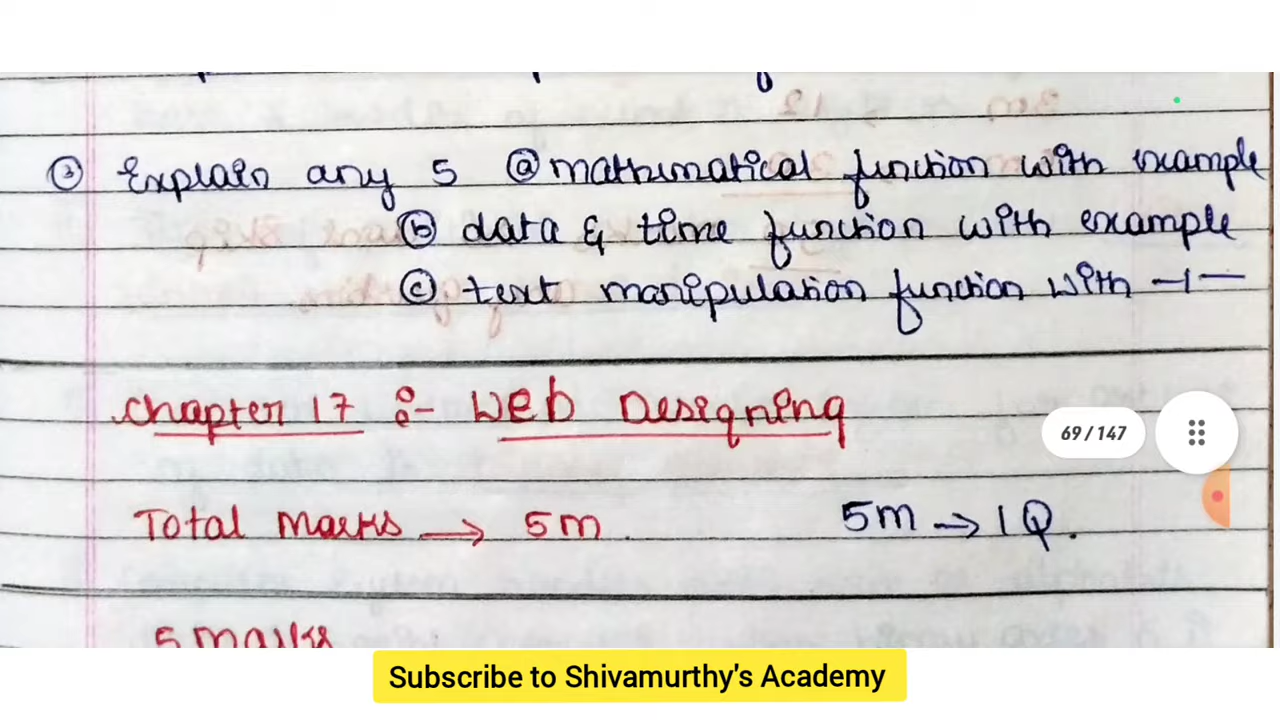 ③ Explain any 5 ⓐ mathematical function with example
ⓑ data & time function with example
ⓒ text manipulation function with —1—
Chapter 17 :- Web Designing
69 / 147
Total Marks → 5m.
5m → 1Q.
5 marks
Subscribe to Shivamurthy's Academy